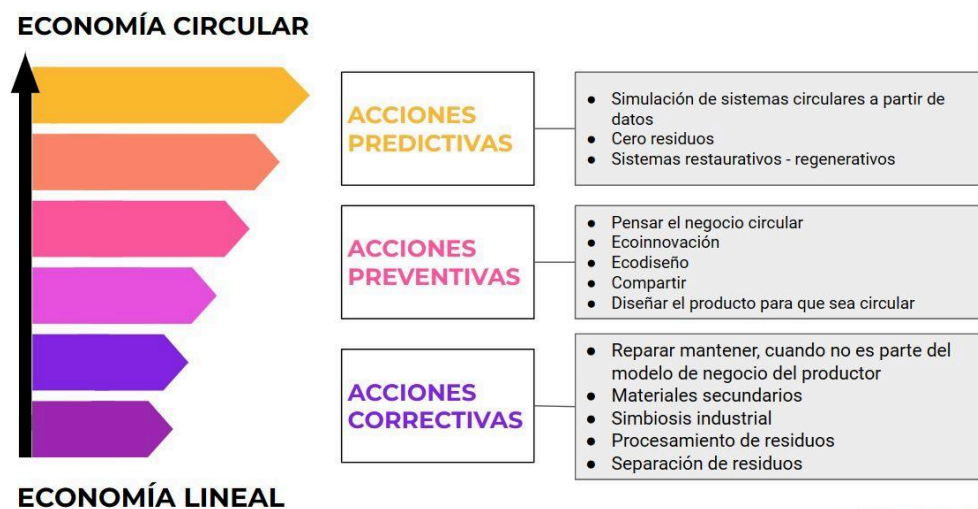 ECONOMÍA CIRCULAR
ACCIONES
PREDICTIVAS
● Simulación de sistemas circulares a partir de
datos
● Cero residuos
● Sistemas restaurativos - regenerativos
ACCIONES
PREVENTIVAS
● Pensar el negocio circular
● Ecoinnovación
● Ecodiseño
● Compartir
● Diseñar el producto para que sea circular
ACCIONES
CORRECTIVAS
● Reparar mantener, cuando no es parte del
modelo de negocio del productor
● Materiales secundarios
● Simbiosis industrial
● Procesamiento de residuos
● Separación de residuos
ECONOMÍA LINEAL